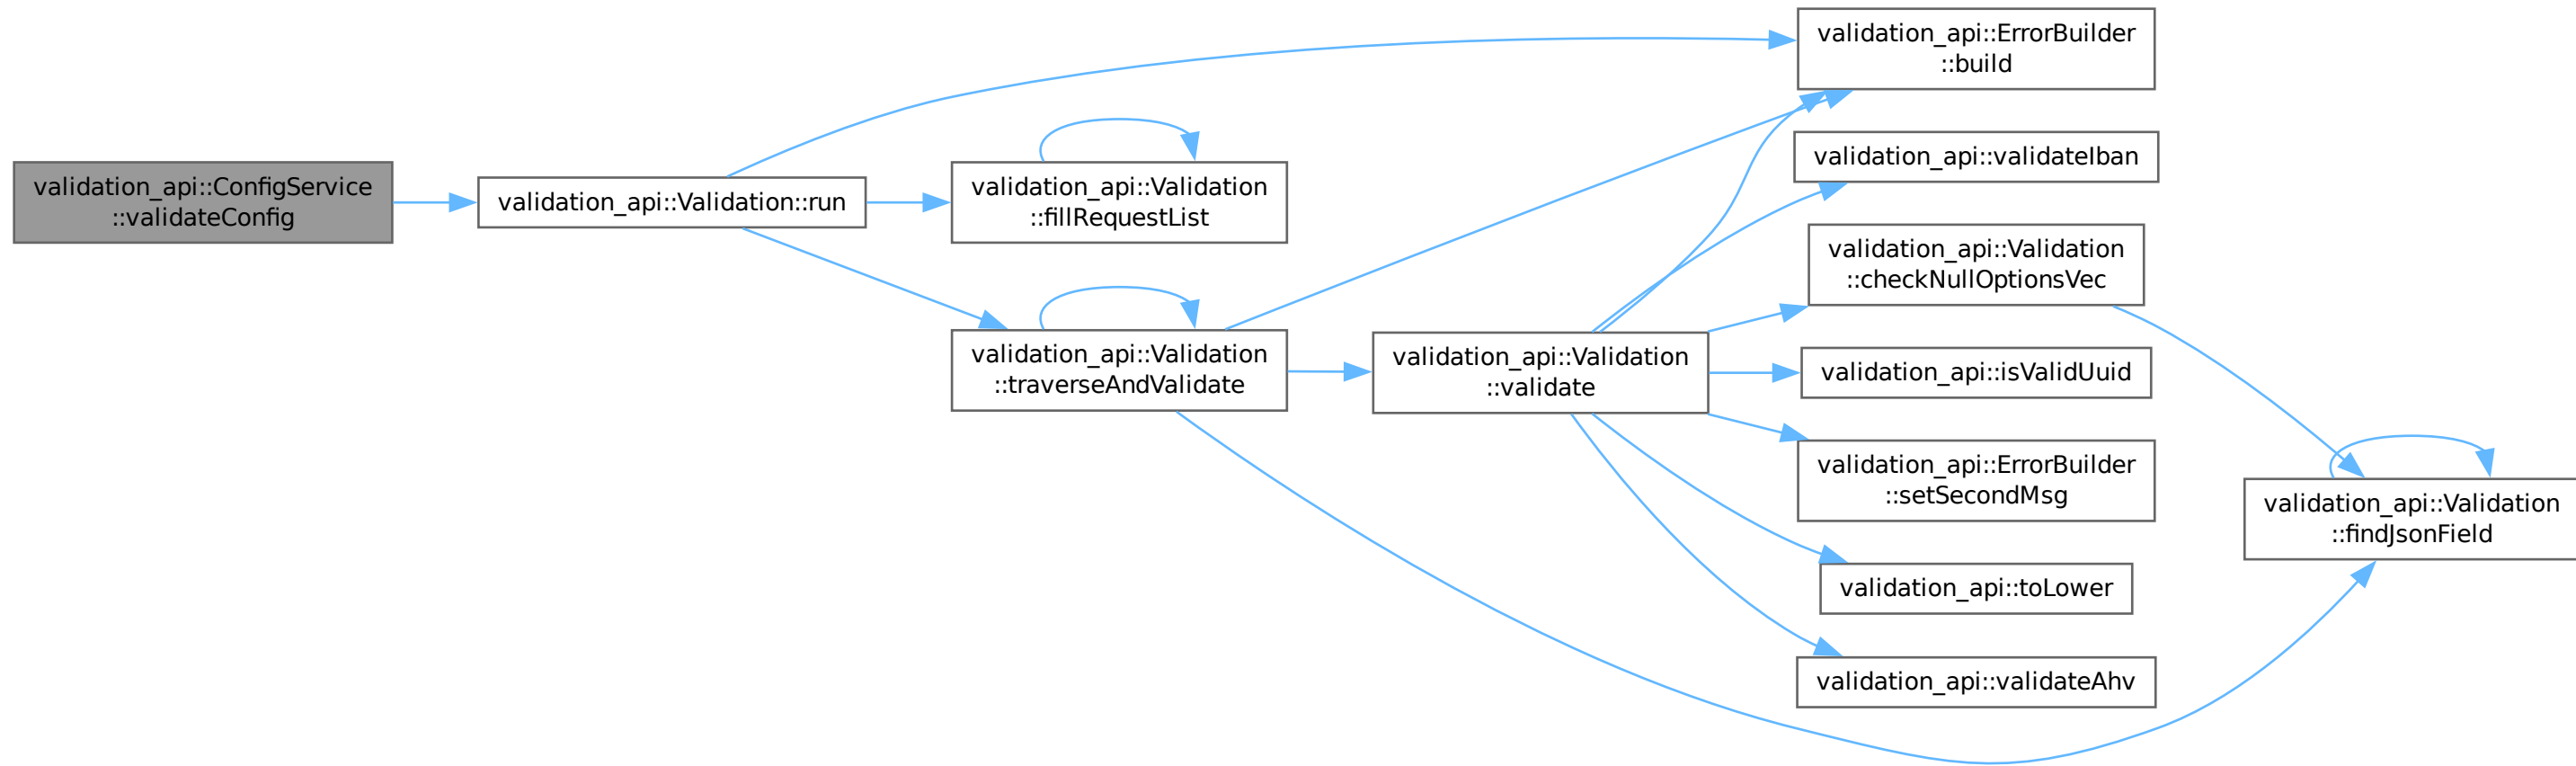 validation_api::ConfigService
::validateConfig
validation_api::Validation::run
validation_api::Validation
::fillRequestList
validation_api::Validation
::traverseAndValidate
validation_api::Validation
::validate
validation_api::ErrorBuilder
::build
validation_api::validateIban
validation_api::Validation
::checkNullOptionsVec
validation_api::isValidUuid
validation_api::ErrorBuilder
::setSecondMsg
validation_api::toLower
validation_api::validateAhv
validation_api::Validation
::findJsonField